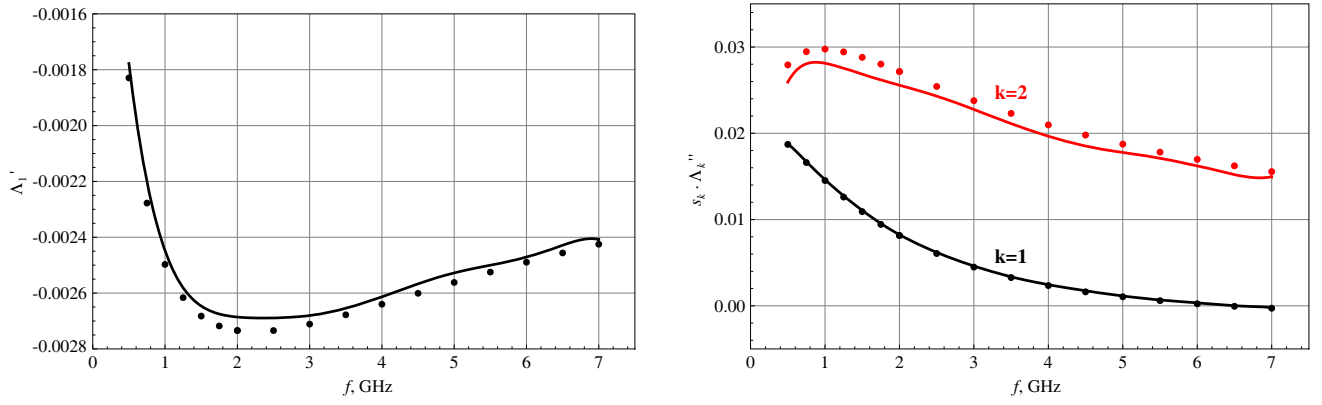 -0.0016
-0.0018
-0.0020
-0.0022
-0.0024
-0.0026
-0.0028
Λ₁'
0 1 2 3 4 5 6 7
f, GHz
0.03
0.02
0.01
0.00
sₖ · Λₖ''
k=2
k=1
0 1 2 3 4 5 6 7
f, GHz